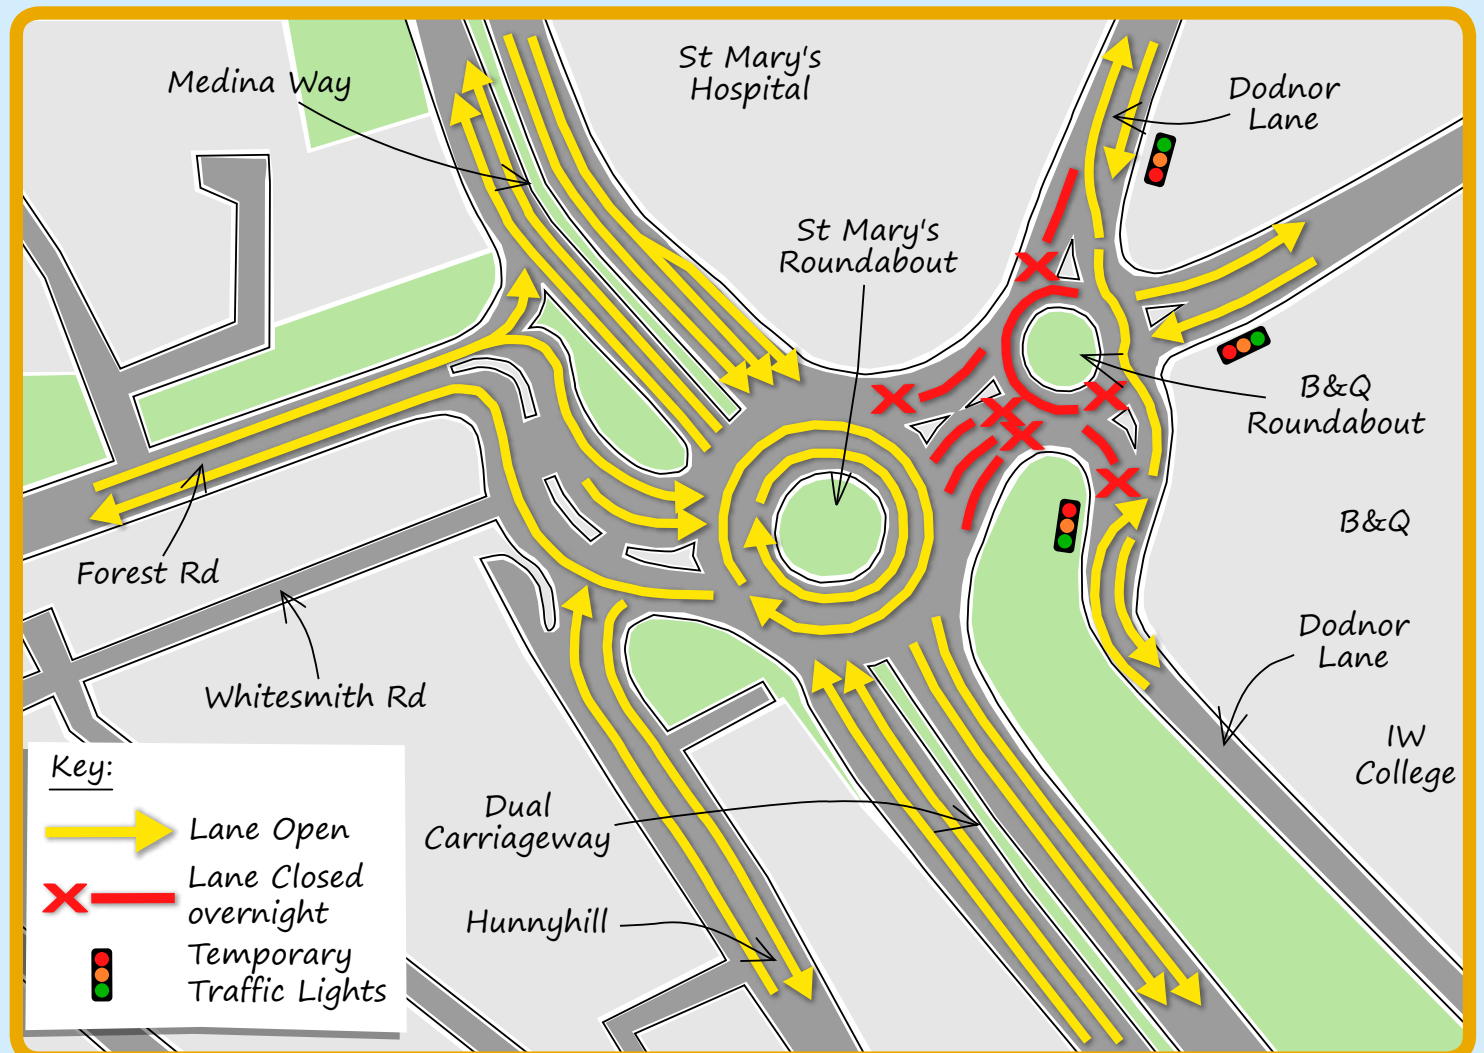 St Mary's
Hospital
Medina Way
Dodnor
Lane
St Mary's
Roundabout
B&Q
Roundabout
B&Q
Forest Rd
Dodnor
Lane
Whitesmith Rd
IW
College
Dual
Carriageway
Hunnyhill
Key:
Lane Open
Lane Closed
overnight
Temporary
Traffic Lights